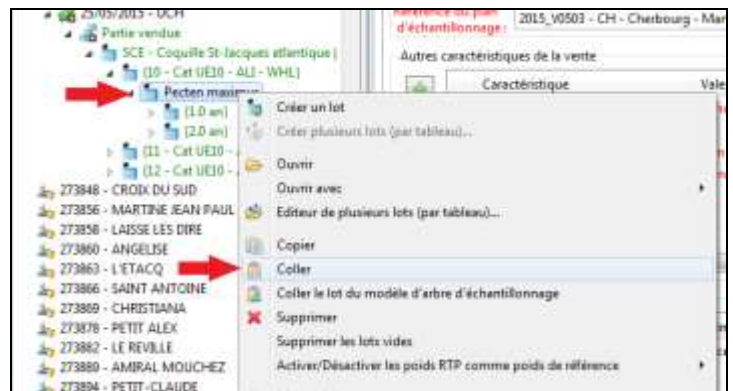 25/05/2015 - OCH
Partie vendue
SCE - Coquille St-Jacques atlantique |
(10 - Cat UE10 - ALI - WHL)
Pecten maximus
(1.0 an)
(2.0 an)
(11 - Cat UE10 -
(12 - Cat UE10 -
273848 - CROIX DU SUD
273856 - MARTINE JEAN PAUL
273858 - LAISSE LES DIRE
273860 - ANGELISE
273863 - L'ETACQ
273866 - SAINT ANTOINE
273869 - CHRISTIANA
273878 - PETIT ALEX
273882 - LE REVILLE
273889 - AMIRAL MOUCHEZ
273894 - PETIT-CLAUDE
Référence du plan
d'échantillonnage :
2015_V0503 - CH - Cherbourg - Mar
Autres caractéristiques de la vente
Caractéristique
Vale
Créer un lot
Créer plusieurs lots (par tableau)...
Ouvrir
Ouvrir avec
Editeur de plusieurs lots (par tableau)...
Copier
Coller
Coller le lot du modèle d'arbre d'échantillonnage
Supprimer
Supprimer les lots vides
Activer/Désactiver les poids RTP comme poids de référence